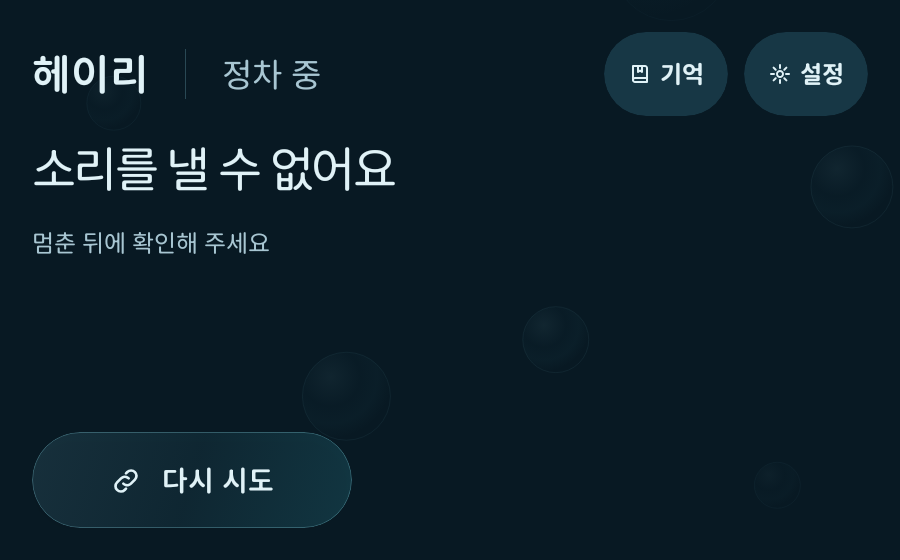 헤이리
정차 중
기억
설정
소리를 낼 수 없어요
멈춘 뒤에 확인해 주세요
다시 시도